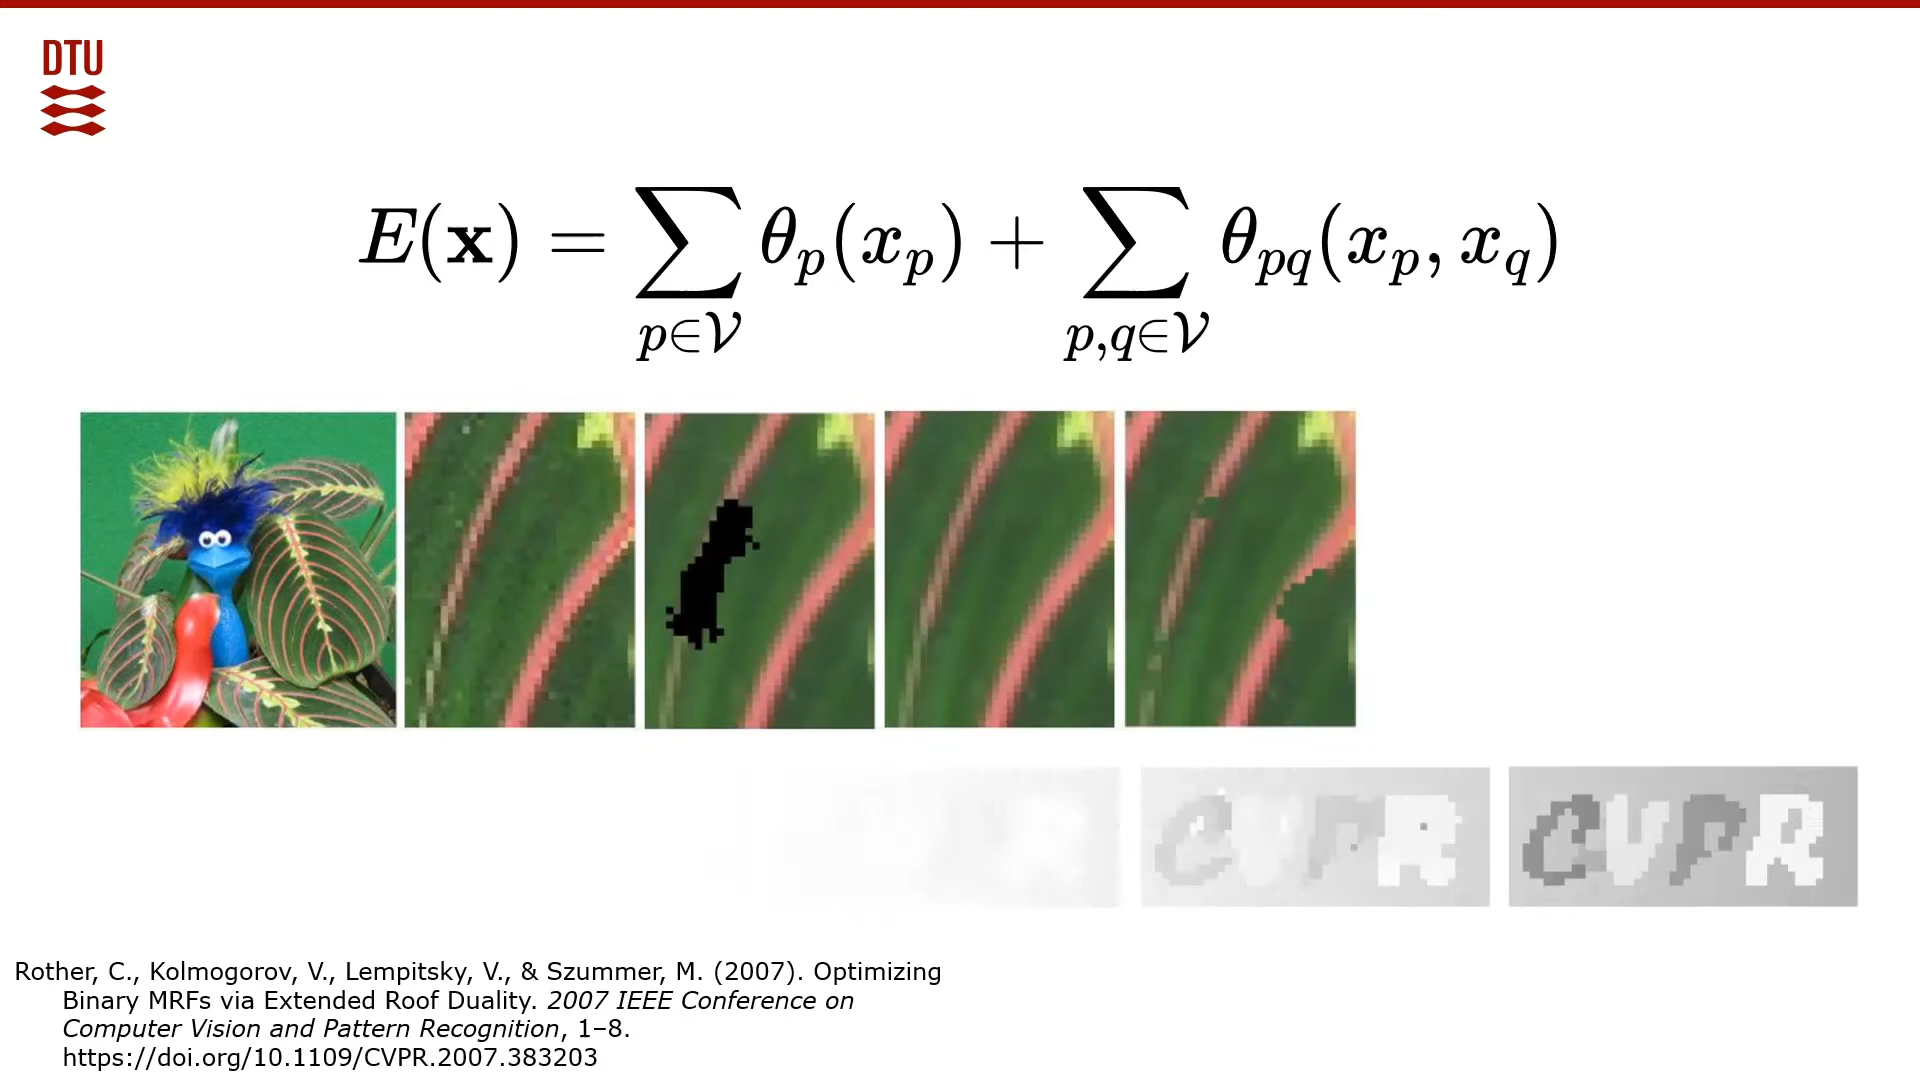 DTU
E(x) = ∑ θp(xp) + ∑ θpq(xp, xq)
p∈𝒱 p,q∈𝒱
CVPR CVPR
Rother, C., Kolmogorov, V., Lempitsky, V., & Szummer, M. (2007). Optimizing
Binary MRFs via Extended Roof Duality. 2007 IEEE Conference on
Computer Vision and Pattern Recognition, 1–8.
https://doi.org/10.1109/CVPR.2007.383203